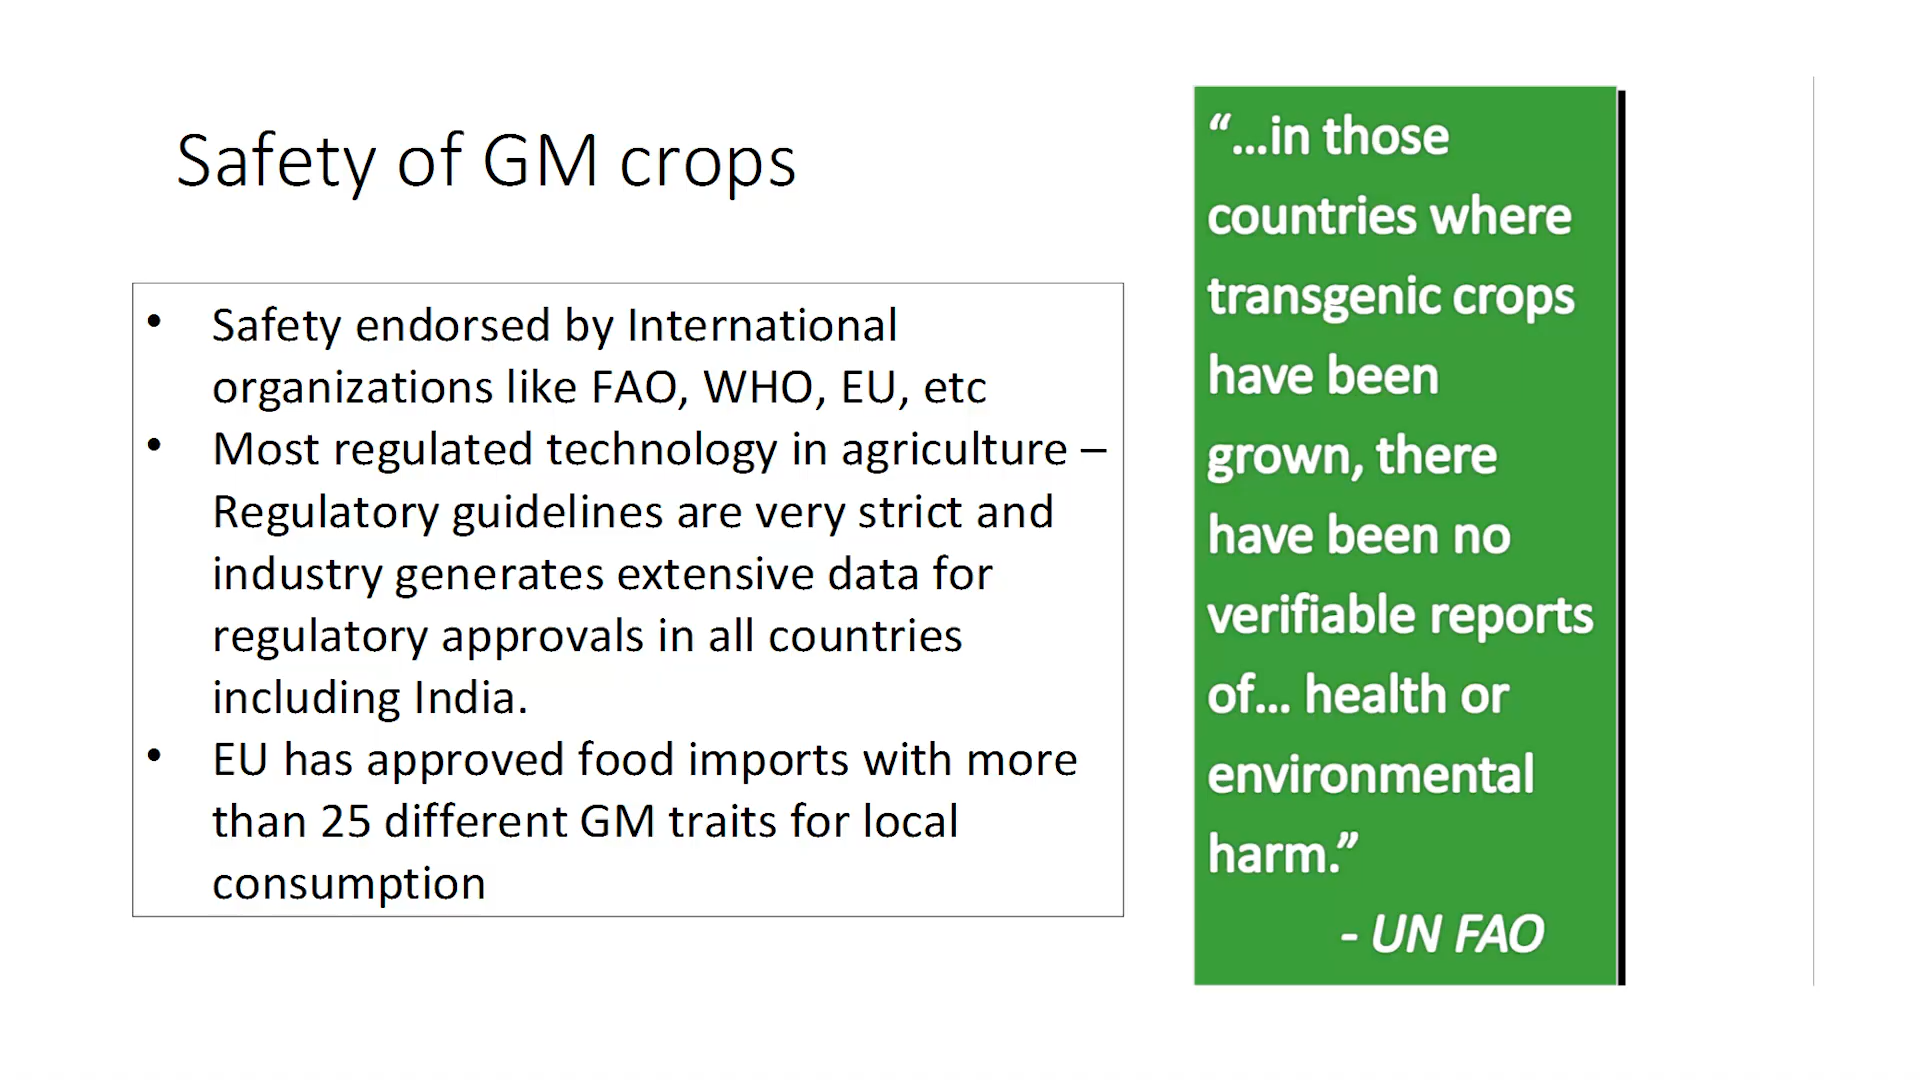 Safety of GM crops
• Safety endorsed by International
organizations like FAO, WHO, EU, etc
• Most regulated technology in agriculture –
Regulatory guidelines are very strict and
industry generates extensive data for
regulatory approvals in all countries
including India.
• EU has approved food imports with more
than 25 different GM traits for local
consumption
“…in those
countries where
transgenic crops
have been
grown, there
have been no
verifiable reports
of… health or
environmental
harm.”
- UN FAO